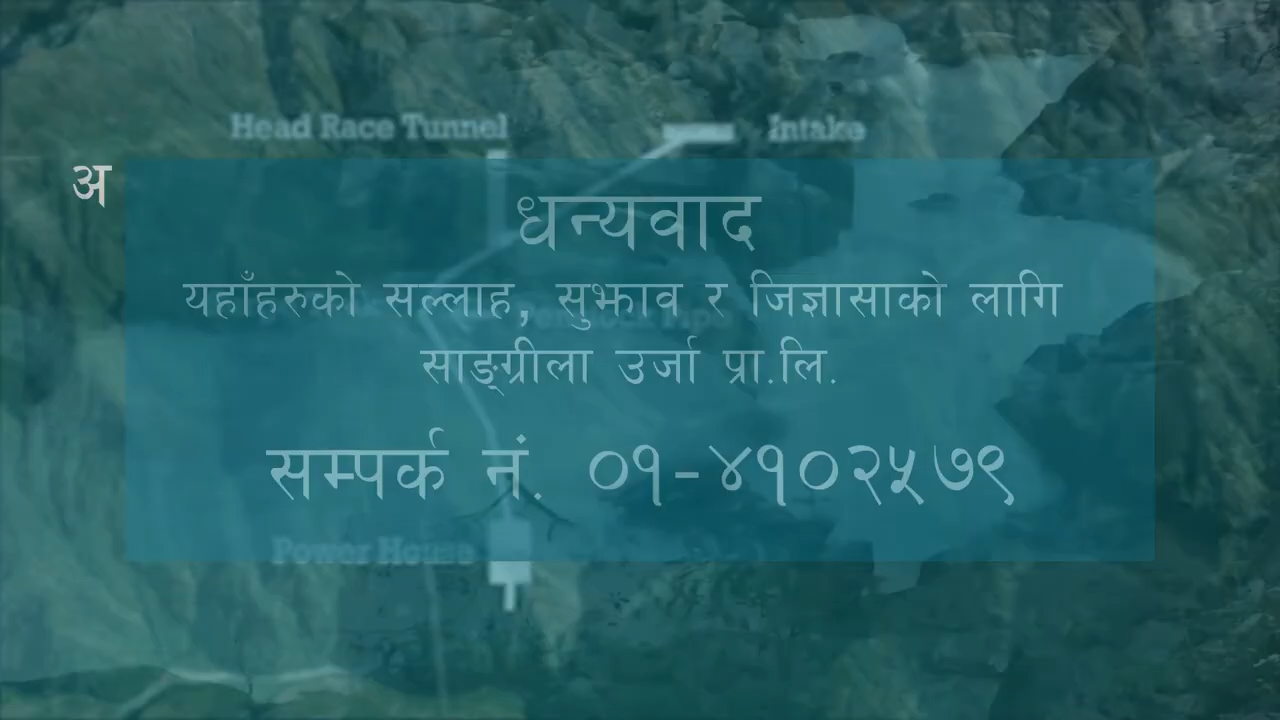 Head Race Tunnel
Intake
अ
धन्यवाद
यहाँहरुको सल्लाह, सुझाव र जिज्ञासाको लागि
साङ्ग्रीला उर्जा प्रा.लि.
सम्पर्क नं. ०१-४१०२५७९
Power House